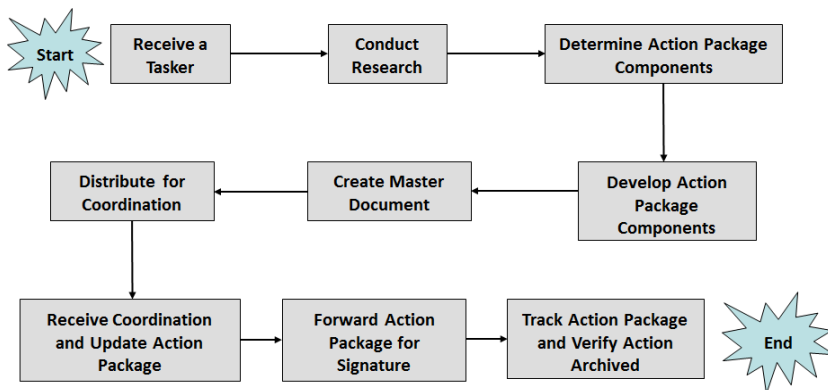 Start
Receive a
Tasker
Conduct
Research
Determine Action Package
Components
Develop Action
Package
Components
Create Master
Document
Distribute for
Coordination
Receive Coordination
and Update Action
Package
Forward Action
Package for
Signature
Track Action Package
and Verify Action
Archived
End